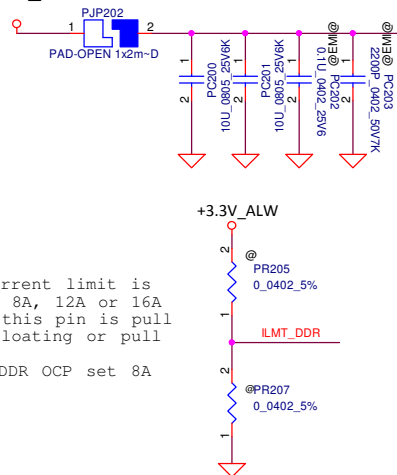 PJP202
1
2
PAD-OPEN 1x2m~D
1
2
PC200
10U_0805_25V6K
1
2
PC201
10U_0805_25V6K
1
2
@EMI@
PC202
0.1U_0402_25V6
1
2
@EMI@
PC203
2200P_0402_50V7K
+3.3V_ALW
2
@
PR205
0_0402_5%
1
ILMT_DDR
2
@PR207
0_0402_5%
1
rrent limit is
8A, 12A or 16A
this pin is pull
loating or pull
DDR OCP set 8A